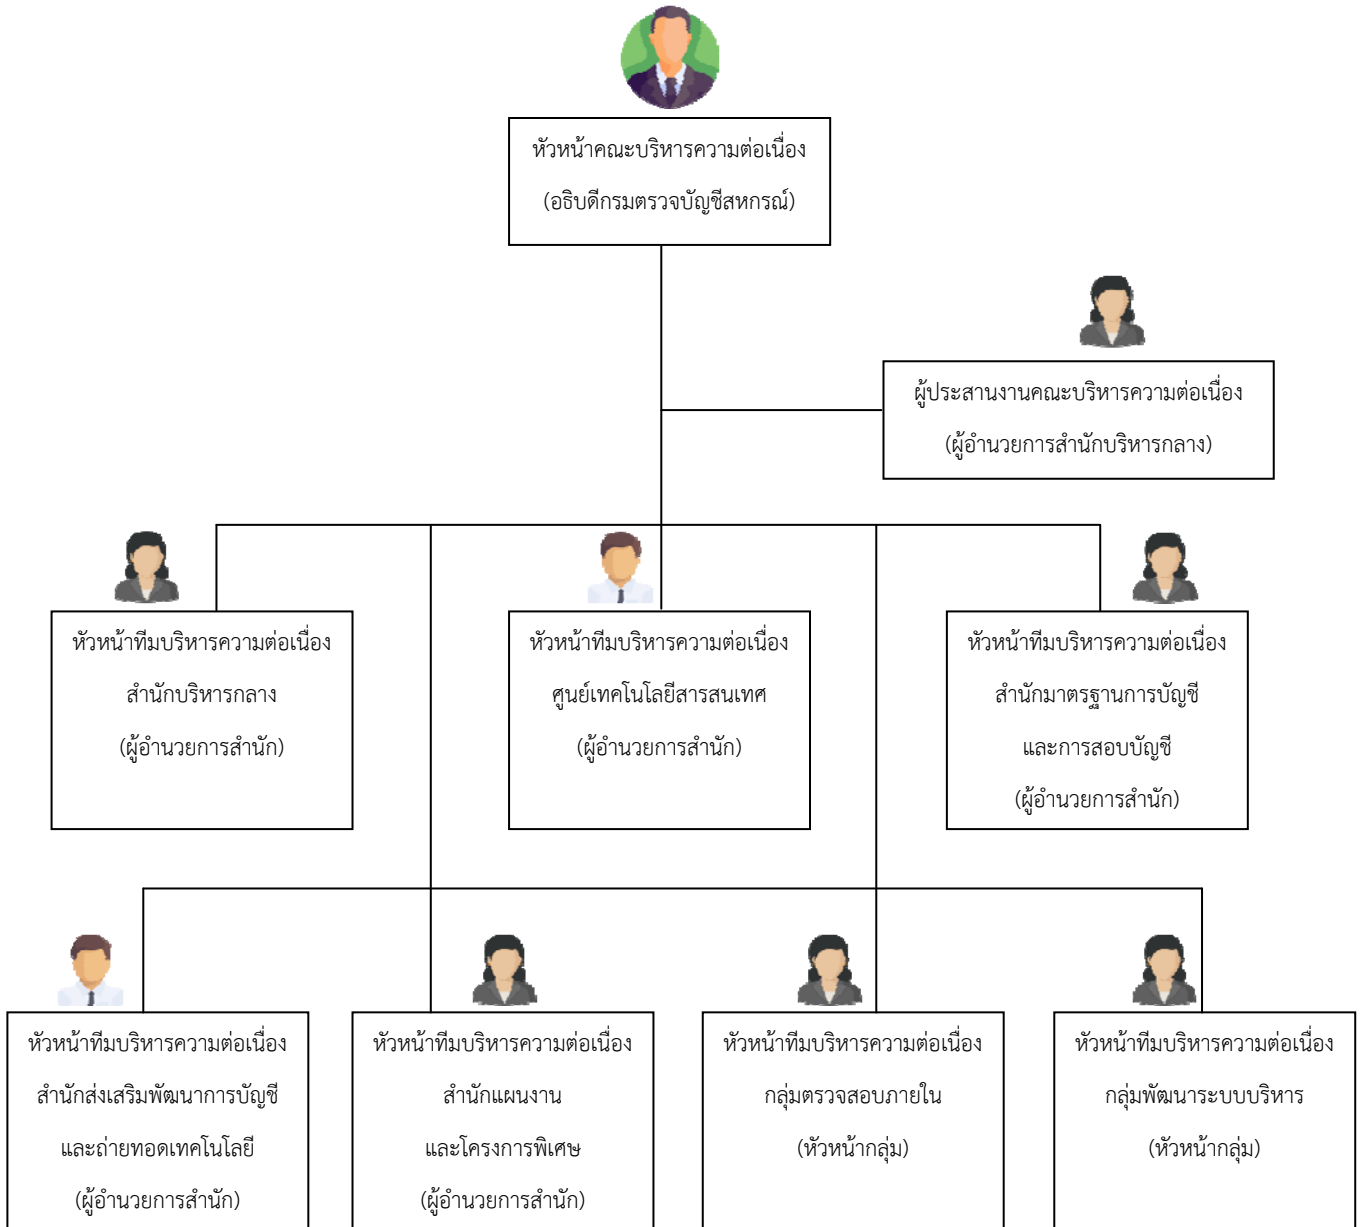 หัวหน้าคณะบริหารความต่อเนื่อง
(อธิบดีกรมตรวจบัญชีสหกรณ์)
ผู้ประสานงานคณะบริหารความต่อเนื่อง
(ผู้อำนวยการสำนักบริหารกลาง)
หัวหน้าทีมบริหารความต่อเนื่อง
สำนักบริหารกลาง
(ผู้อำนวยการสำนัก)
หัวหน้าทีมบริหารความต่อเนื่อง
ศูนย์เทคโนโลยีสารสนเทศ
(ผู้อำนวยการสำนัก)
หัวหน้าทีมบริหารความต่อเนื่อง
สำนักมาตรฐานการบัญชี
และการสอบบัญชี
(ผู้อำนวยการสำนัก)
หัวหน้าทีมบริหารความต่อเนื่อง
สำนักส่งเสริมพัฒนาการบัญชี
และถ่ายทอดเทคโนโลยี
(ผู้อำนวยการสำนัก)
หัวหน้าทีมบริหารความต่อเนื่อง
สำนักแผนงาน
และโครงการพิเศษ
(ผู้อำนวยการสำนัก)
หัวหน้าทีมบริหารความต่อเนื่อง
กลุ่มตรวจสอบภายใน
(หัวหน้ากลุ่ม)
หัวหน้าทีมบริหารความต่อเนื่อง
กลุ่มพัฒนาระบบบริหาร
(หัวหน้ากลุ่ม)